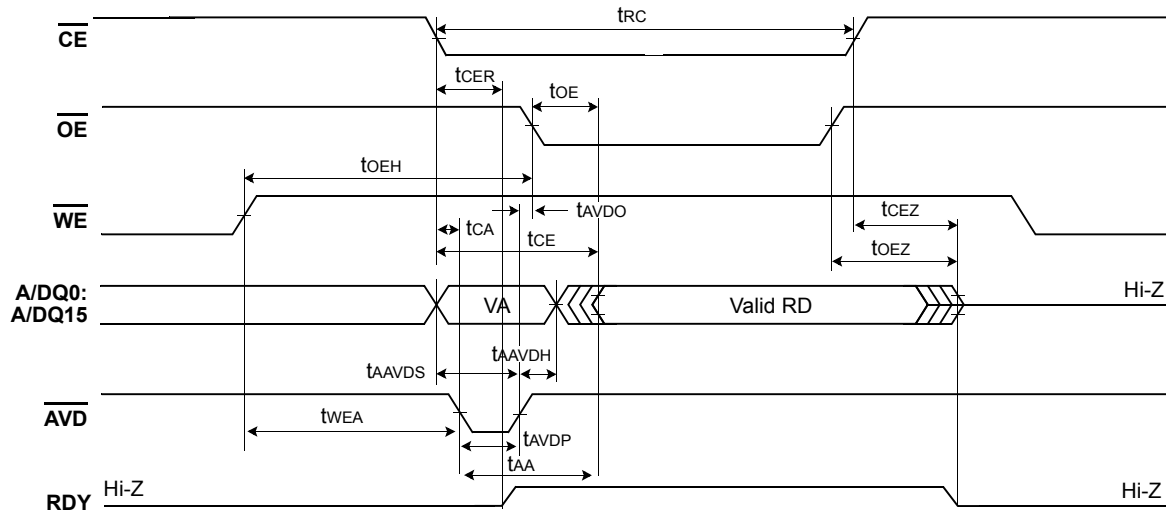 tRC
CE
tCER
tOE
OE
tOEH
WE
tAVDO
tCEZ
tCA
tCE
tOEZ
A/DQ0:
A/DQ15
VA
Valid RD
Hi-Z
tAAVDH
tAAVDS
AVD
tWEA
tAVDP
tAA
RDY
Hi-Z
Hi-Z